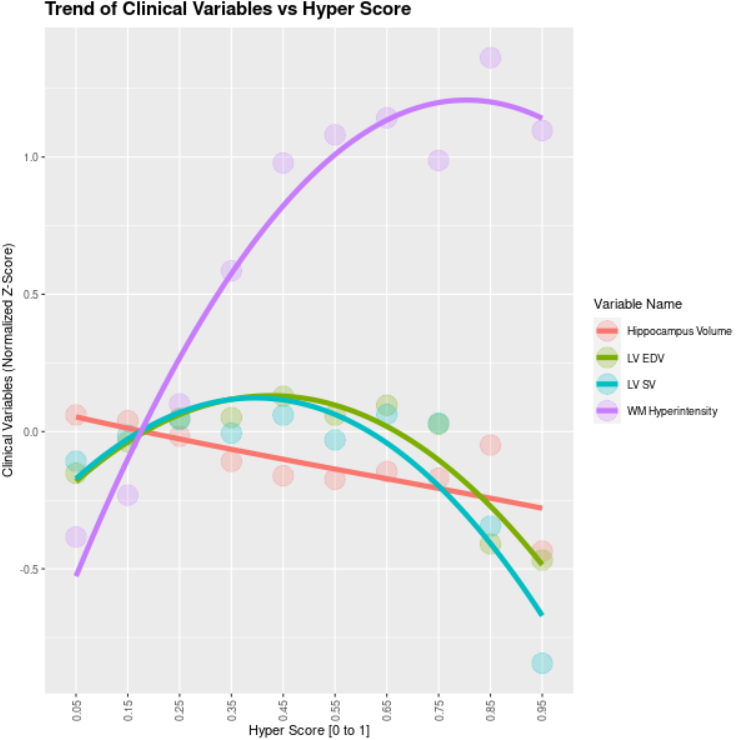 Trend of Clinical Variables vs Hyper Score
Clinical Variables (Normalized Z-Score)
1.0
0.5
0.0
-0.5
0.05
0.15
0.25
0.35
0.45
0.55
0.65
0.75
0.85
0.95
Hyper Score [0 to 1]
Variable Name
Hippocampus Volume
LV EDV
LV SV
WM Hyperintensity